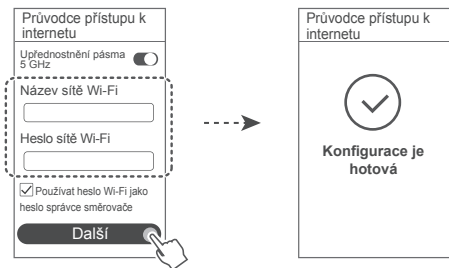 Průvodce přístupu k
internetu
Upřednostnění pásma
5 GHz
Název sítě Wi-Fi
Heslo sítě Wi-Fi
Používat heslo Wi-Fi jako
heslo správce směrovače
Další
Průvodce přístupu k
internetu
Konfigurace je
hotová